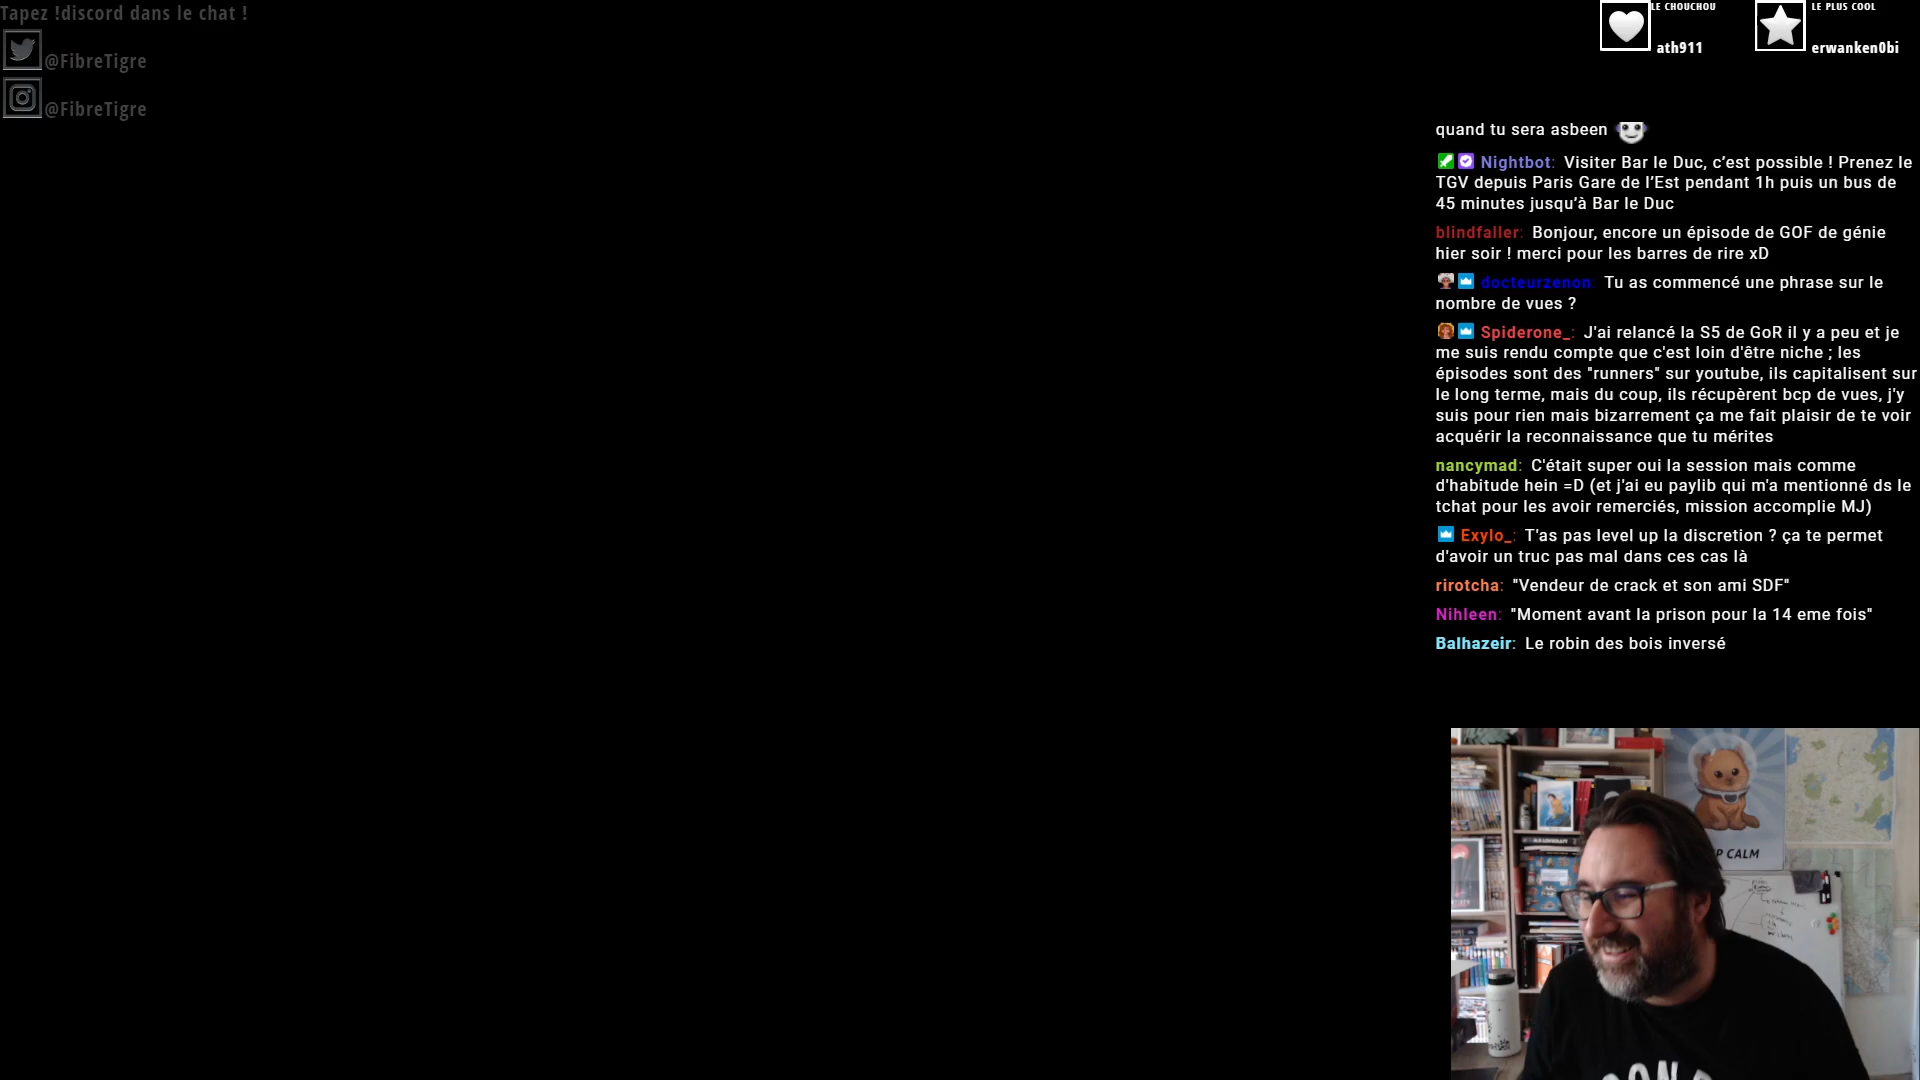 Tapez !discord dans le chat !
@FibreTigre
@FibreTigre
LE CHOUCHOU
ath911
LE PLUS COOL
erwanken0bi
quand tu sera asbeen
Nightbot: Visiter Bar le Duc, c’est possible ! Prenez le
TGV depuis Paris Gare de l’Est pendant 1h puis un bus de
45 minutes jusqu’à Bar le Duc
blindfaller: Bonjour, encore un épisode de GOF de génie
hier soir ! merci pour les barres de rire xD
docteurzenon: Tu as commencé une phrase sur le
nombre de vues ?
Spiderone_: J'ai relancé la S5 de GoR il y a peu et je
me suis rendu compte que c'est loin d'être niche ; les
épisodes sont des "runners" sur youtube, ils capitalisent sur
le long terme, mais du coup, ils récupèrent bcp de vues, j'y
suis pour rien mais bizarrement ça me fait plaisir de te voir
acquérir la reconnaissance que tu mérites
nancymad: C'était super oui la session mais comme
d'habitude hein =D (et j'ai eu paylib qui m'a mentionné ds le
tchat pour les avoir remerciés, mission accomplie MJ)
Exylo_: T'as pas level up la discretion ? ça te permet
d'avoir un truc pas mal dans ces cas là
rirotcha: "Vendeur de crack et son ami SDF"
Nihleen: "Moment avant la prison pour la 14 eme fois"
Balhazeir: Le robin des bois inversé
P CALM